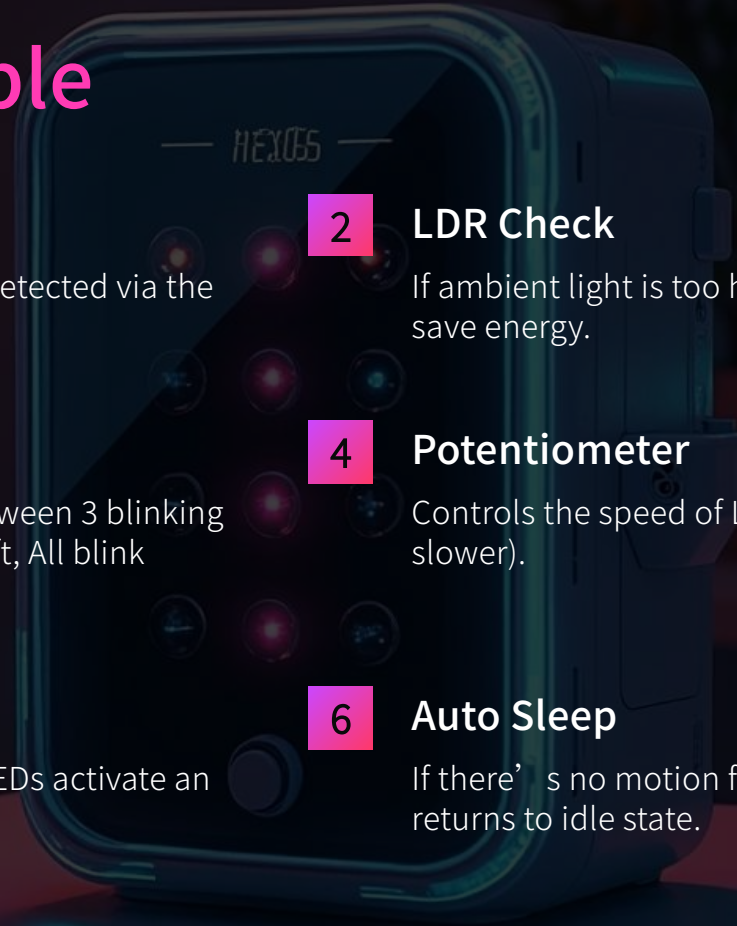 ple
2
LDR Check
etected via the
If ambient light is too h
save energy.
4
Potentiometer
ween 3 blinking
Controls the speed of L
t, All blink
slower).
6
Auto Sleep
EDs activate an
If there’s no motion f
returns to idle state.